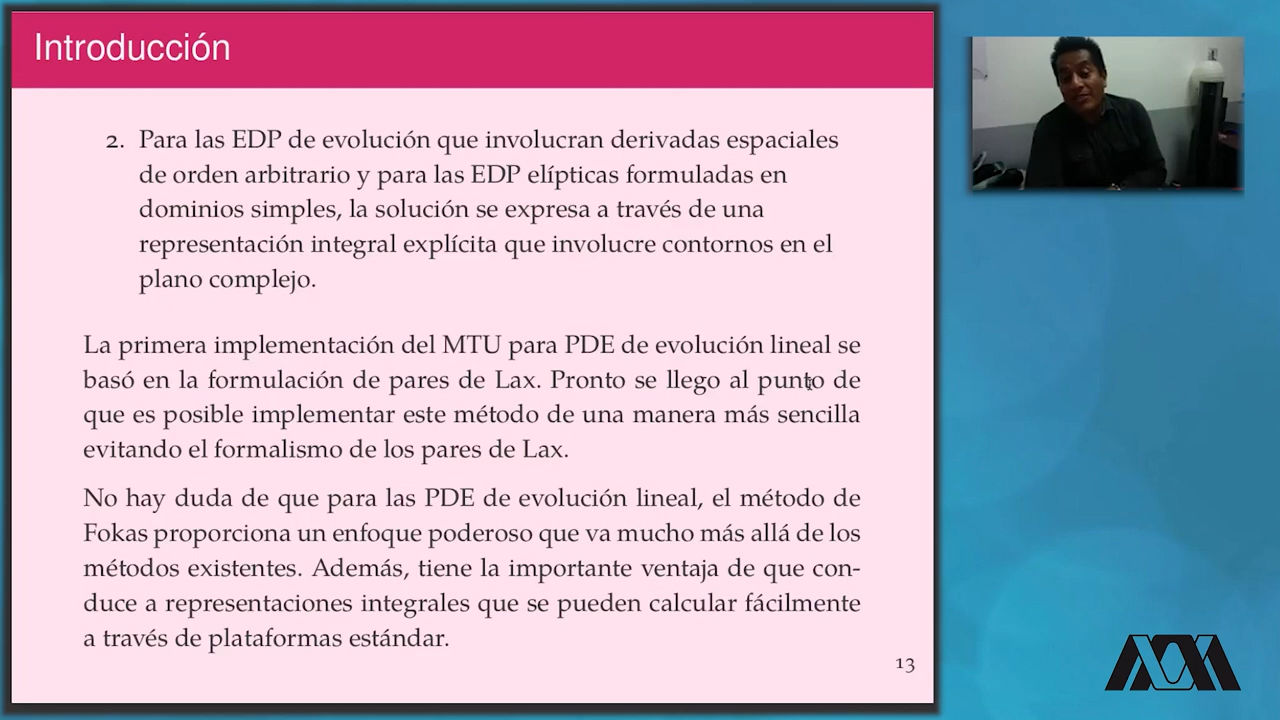 Introducción
2. Para las EDP de evolución que involucran derivadas espaciales
de orden arbitrario y para las EDP elípticas formuladas en
dominios simples, la solución se expresa a través de una
representación integral explícita que involucre contornos en el
plano complejo.
La primera implementación del MTU para PDE de evolución lineal se
basó en la formulación de pares de Lax. Pronto se llego al punto de
que es posible implementar este método de una manera más sencilla
evitando el formalismo de los pares de Lax.
No hay duda de que para las PDE de evolución lineal, el método de
Fokas proporciona un enfoque poderoso que va mucho más allá de los
métodos existentes. Además, tiene la importante ventaja de que con-
duce a representaciones integrales que se pueden calcular fácilmente
a través de plataformas estándar.
13